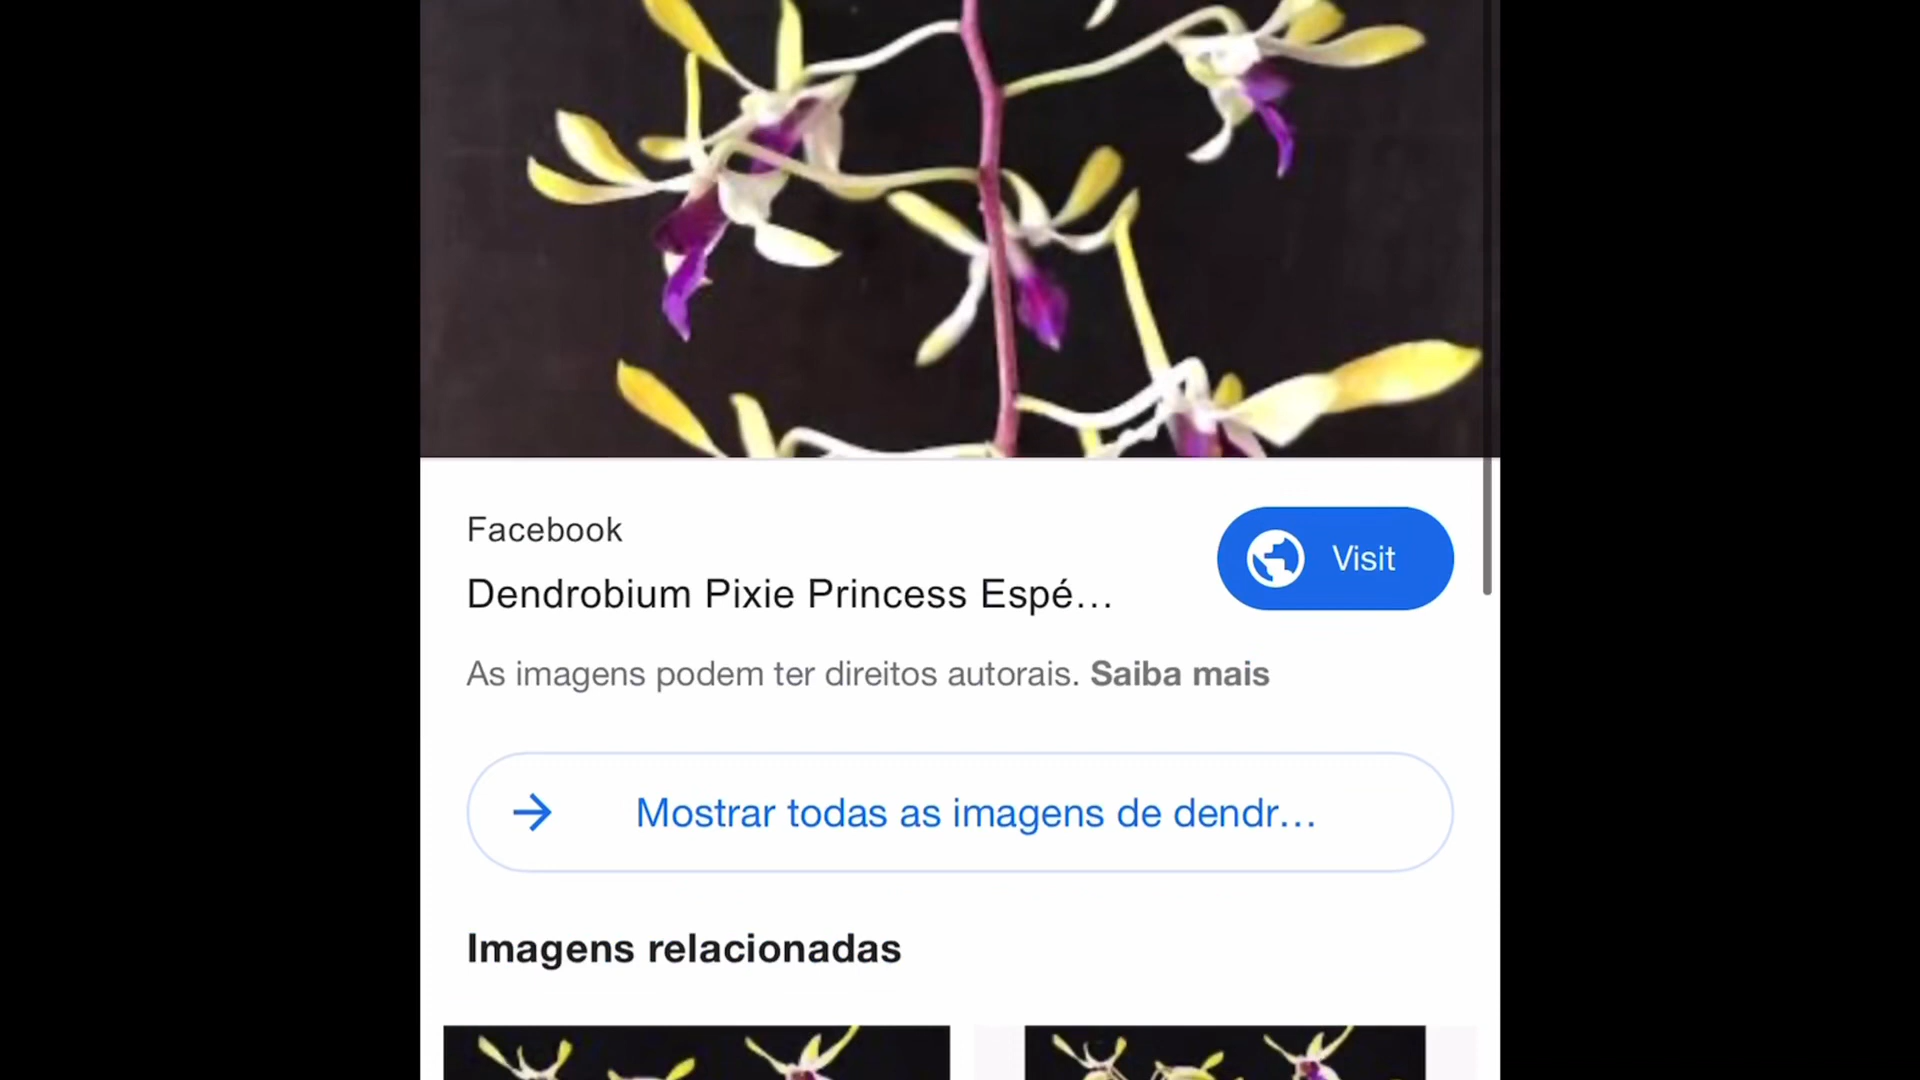 Facebook
Visit
Dendrobium Pixie Princess Espé...
As imagens podem ter direitos autorais. Saiba mais
Mostrar todas as imagens de dendr...
Imagens relacionadas